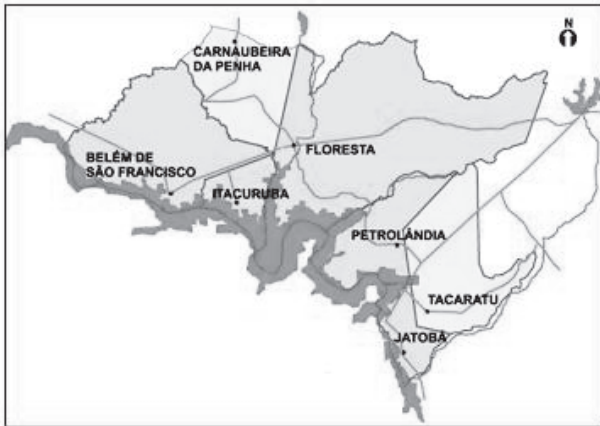 N
CARNAUBEIRA
DA PENHA
FLORESTA
BELÉM DE
SÃO FRANCISCO
ITACURUBA
PETROLÂNDIA
TACARATU
JATOBÁ